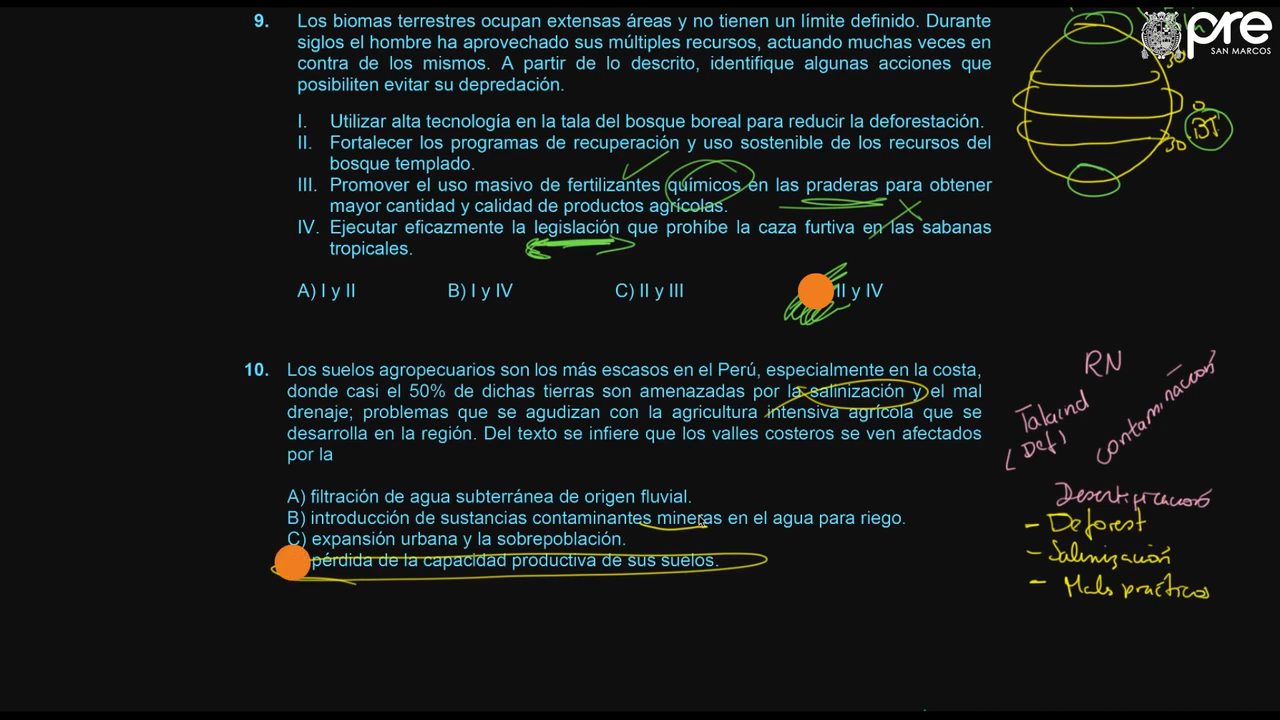 pre
SAN MARCOS
9. Los biomas terrestres ocupan extensas áreas y no tienen un límite definido. Durante
siglos el hombre ha aprovechado sus múltiples recursos, actuando muchas veces en
contra de los mismos. A partir de lo descrito, identifique algunas acciones que
posibiliten evitar su depredación.
I. Utilizar alta tecnología en la tala del bosque boreal para reducir la deforestación.
II. Fortalecer los programas de recuperación y uso sostenible de los recursos del
bosque templado.
III. Promover el uso masivo de fertilizantes químicos en las praderas para obtener
mayor cantidad y calidad de productos agrícolas.
IV. Ejecutar eficazmente la legislación que prohíbe la caza furtiva en las sabanas
tropicales.
A) I y II B) I y IV C) II y III II y IV
30
0
BT
30
10. Los suelos agropecuarios son los más escasos en el Perú, especialmente en la costa,
donde casi el 50% de dichas tierras son amenazadas por la salinización y el mal
drenaje; problemas que se agudizan con la agricultura intensiva agrícola que se
desarrolla en la región. Del texto se infiere que los valles costeros se ven afectados
por la
A) filtración de agua subterránea de origen fluvial.
B) introducción de sustancias contaminantes mineras en el agua para riego.
C) expansión urbana y la sobrepoblación.
pérdida de la capacidad productiva de sus suelos.
RN
Tala ind
(Def)
contaminación
Desertificación
- Deforest
- Salinización
- Malas prácticas